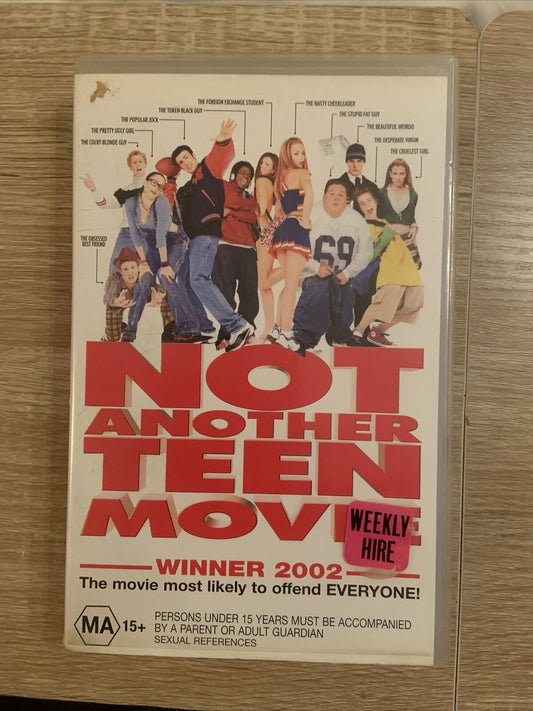 THE FOREIGN EXCHANGE STUDENT
THE NASTY CHEERLEADER
THE TOKEN BLACK GUY
THE STUPID FAT GUY
THE POPULAR JOCK
THE BEAUTIFUL WEIRDO
THE PRETTY UGLY GIRL
THE DESPERATE VIRGIN
THE COCKY BLONDE GUY
THE CRUELEST GIRL
THE OBSESSED
BEST FRIEND
69
NOT
ANOTHER
TEEN
MOVIE
WEEKLY
HIRE
WINNER 2002
The movie most likely to offend EVERYONE!
MA 15+
PERSONS UNDER 15 YEARS MUST BE ACCOMPANIED
BY A PARENT OR ADULT GUARDIAN
SEXUAL REFERENCES